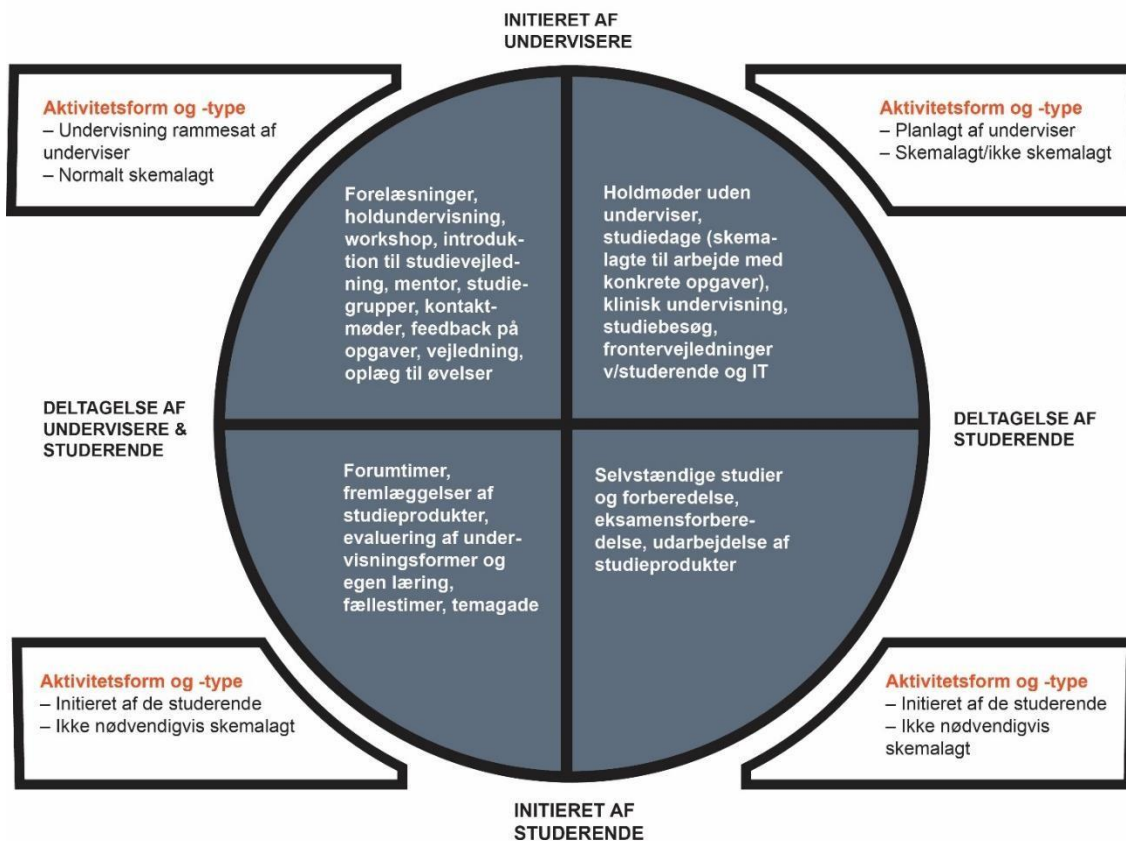 INITIERET AF
UNDERVISERE
Aktivitetsform og -type
– Undervisning rammesat af
underviser
– Normalt skemalagt
Aktivitetsform og -type
– Planlagt af underviser
– Skemalagt/ikke skemalagt
Forelæsninger,
holdundervisning,
workshop, introduk-
tion til studievejled-
ning, mentor, studie-
grupper, kontakt-
møder, feedback på
opgaver, vejledning,
oplæg til øvelser
Holdmøder uden
underviser,
studiedage (skema-
lagte til arbejde med
konkrete opgaver),
klinisk undervisning,
studiebesøg,
frontervejledninger
v/studerende og IT
DELTAGELSE AF
UNDERVISERE &
STUDERENDE
DELTAGELSE AF
STUDERENDE
Forumtimer,
fremlæggelser af
studieprodukter,
evaluering af under-
visningsformer og
egen læring,
fællestimer, temagade
Selvstændige studier
og forberedelse,
eksamensforbere-
delse, udarbejdelse af
studieprodukter
Aktivitetsform og -type
– Initieret af de studerende
– Ikke nødvendigvis skemalagt
Aktivitetsform og -type
– Initieret af de studerende
– Ikke nødvendigvis
skemalagt
INITIERET AF
STUDERENDE